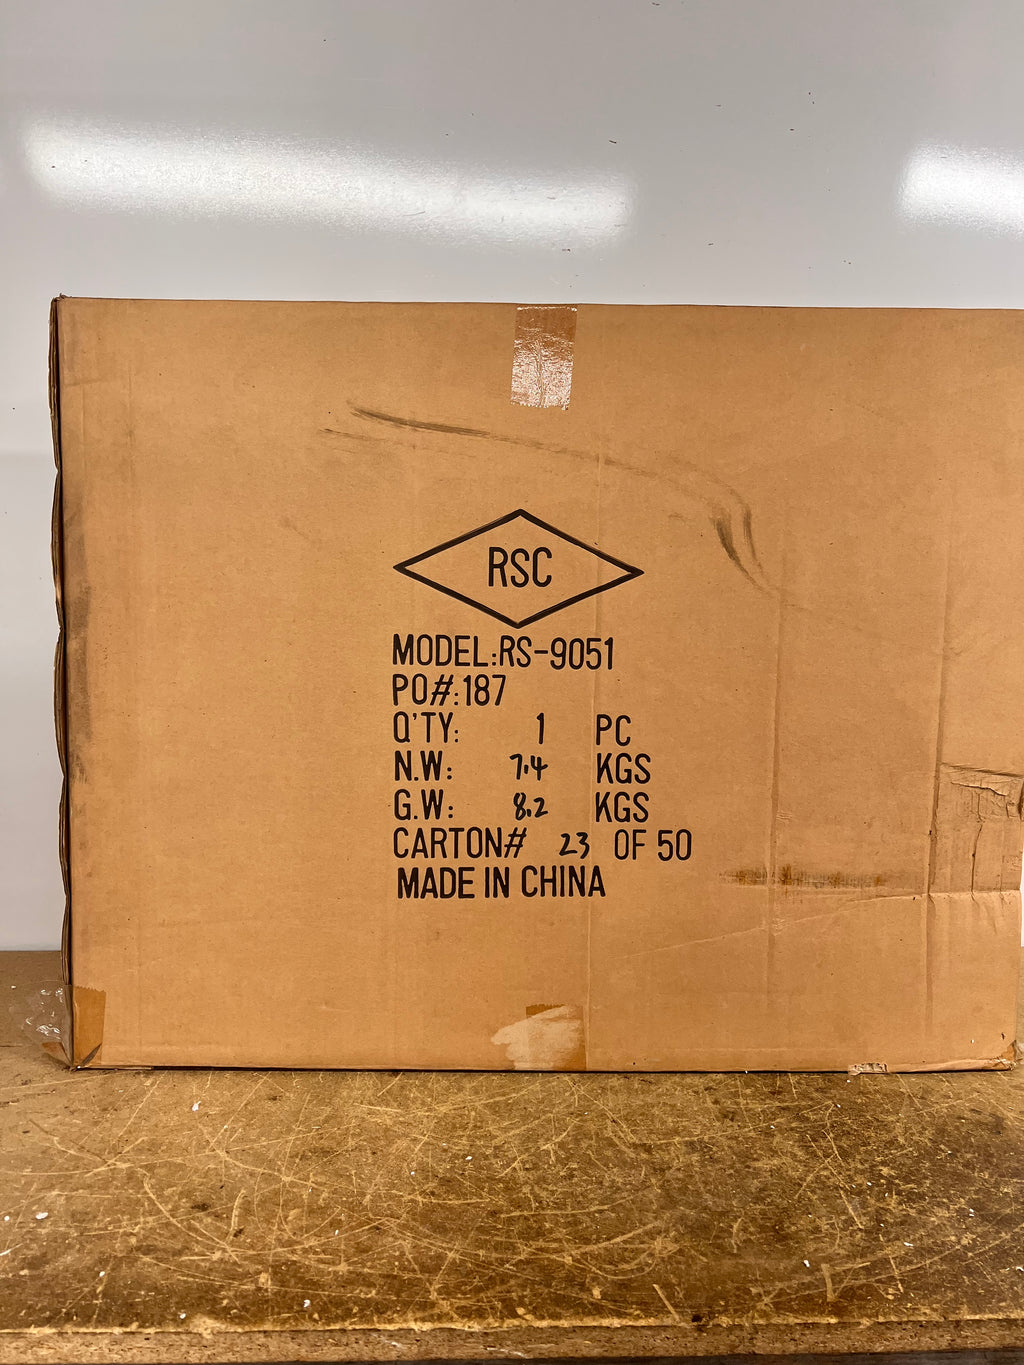 RSC
MODEL:RS-9051
PO#:187
Q'TY: 1 PC
N.W: 7.4 KGS
G.W: 8.2 KGS
CARTON# 23 OF 50
MADE IN CHINA